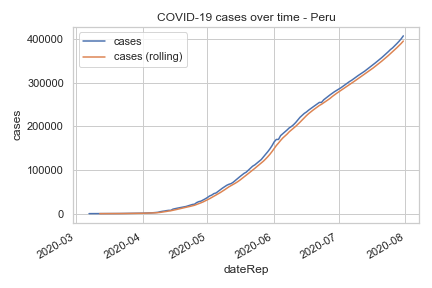 COVID-19 cases over time - Peru
cases
cases (rolling)
400000
300000
200000
100000
0
cases
2020-03
2020-04
2020-05
2020-06
2020-07
2020-08
dateRep